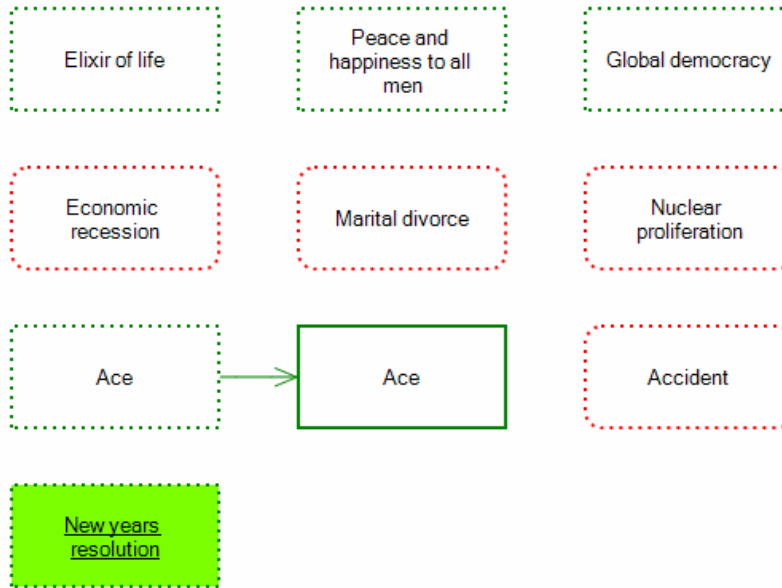 Elixir of life
Peace and
happiness to all
men
Global democracy
Economic
recession
Marital divorce
Nuclear
proliferation
Ace
Ace
Accident
New years
resolution